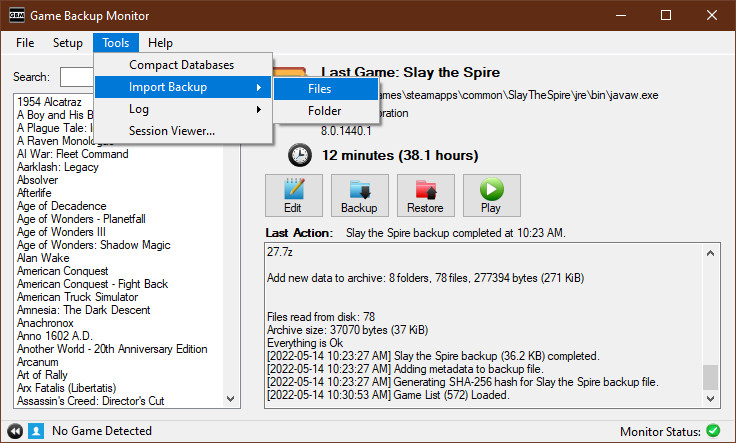 GBM Game Backup Monitor
File Setup Tools Help
Compact Databases
Import Backup
Log
Session Viewer...
Files
Folder
Search:
1954 Alcatraz
A Boy and His B
A Plague Tale: I
A Raven Monolog
AI War: Fleet Command
Aarklash: Legacy
Absolver
Afterlife
Age of Decadence
Age of Wonders - Planetfall
Age of Wonders III
Age of Wonders: Shadow Magic
Alan Wake
American Conquest
American Conquest - Fight Back
American Truck Simulator
Amnesia: The Dark Descent
Anachronox
Anno 1602 A.D.
Another World - 20th Anniversary Edition
Arcanum
Art of Rally
Arx Fatalis (Libertatis)
Assassin's Creed: Director's Cut
Last Game: Slay the Spire
ames\steamapps\common\SlayTheSpire\jre\bin\javaw.exe
oration
8.0.1440.1
12 minutes (38.1 hours)
Edit Backup Restore Play
Last Action: Slay the Spire backup completed at 10:23 AM.
27.7z
Add new data to archive: 8 folders, 78 files, 277394 bytes (271 KiB)
Files read from disk: 78
Archive size: 37070 bytes (37 KiB)
Everything is Ok
[2022-05-14 10:23:27 AM] Slay the Spire backup (36.2 KB) completed.
[2022-05-14 10:23:27 AM] Adding metadata to backup file.
[2022-05-14 10:23:27 AM] Generating SHA-256 hash for Slay the Spire backup file.
[2022-05-14 10:30:53 AM] Game List (572) Loaded.
No Game Detected
Monitor Status: